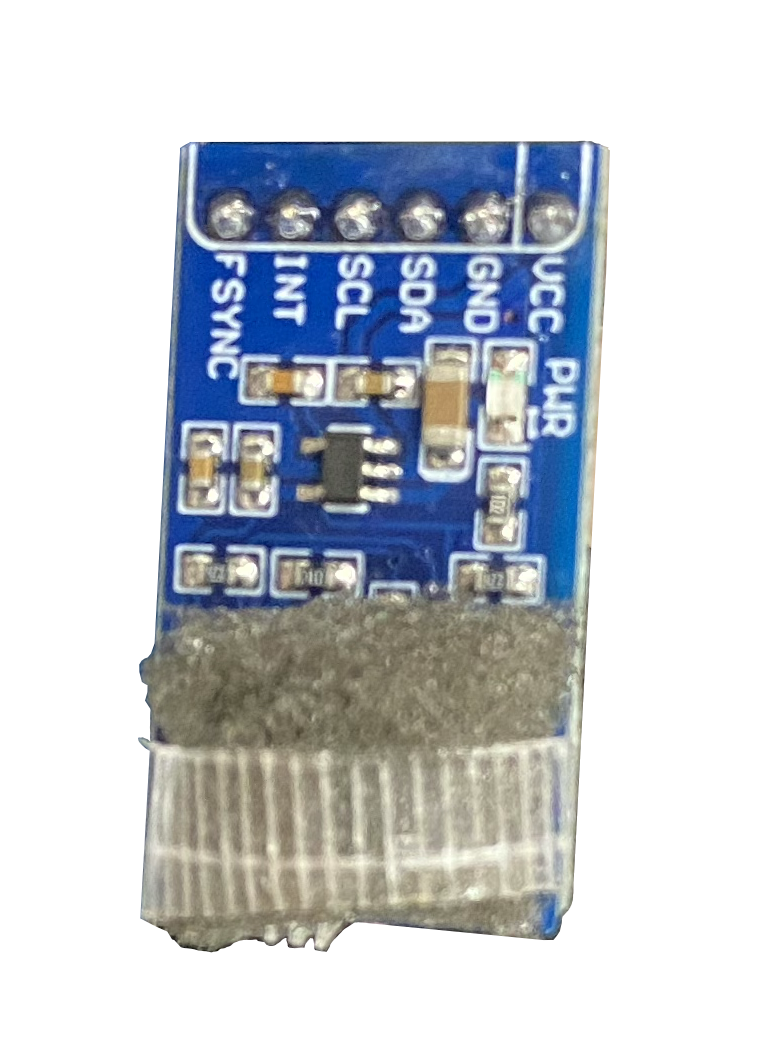 FSYNC
INT
SCL
SDA
GND
VCC
PWR